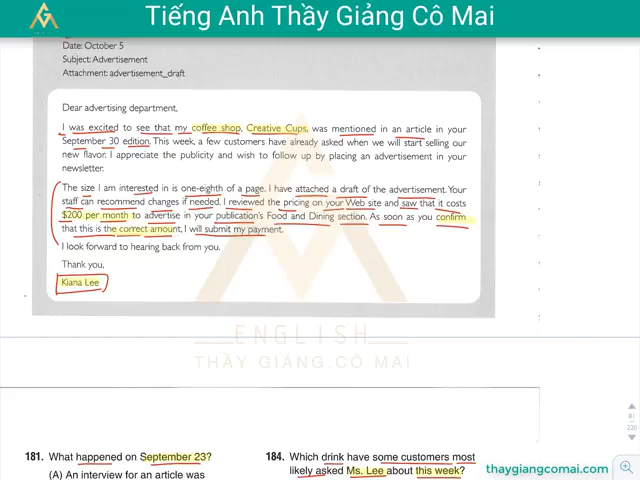 Tiếng Anh Thầy Giảng Cô Mai
Date: October 5
Subject: Advertisement
Attachment: advertisement_draft
Dear advertising department,
I was excited to see that my coffee shop, Creative Cups, was mentioned in an article in your
September 30 edition. This week, a few customers have already asked when we will start selling our
new flavor. I appreciate the publicity and wish to follow up by placing an advertisement in your
newsletter.
The size I am interested in is one-eighth of a page. I have attached a draft of the advertisement. Your
staff can recommend changes if needed. I reviewed the pricing on your Web site and saw that it costs
$200 per month to advertise in your publication's Food and Dining section. As soon as you confirm
that this is the correct amount, I will submit my payment.
I look forward to hearing back from you.
Thank you,
Kiana Lee
ENGLISH
THẦY GIẢNG.CÔ MAI
220
181. What happened on September 23?
(A) An interview for an article was
184. Which drink have some customers most
likely asked Ms. Lee about this week?
thaygiangcomai.com